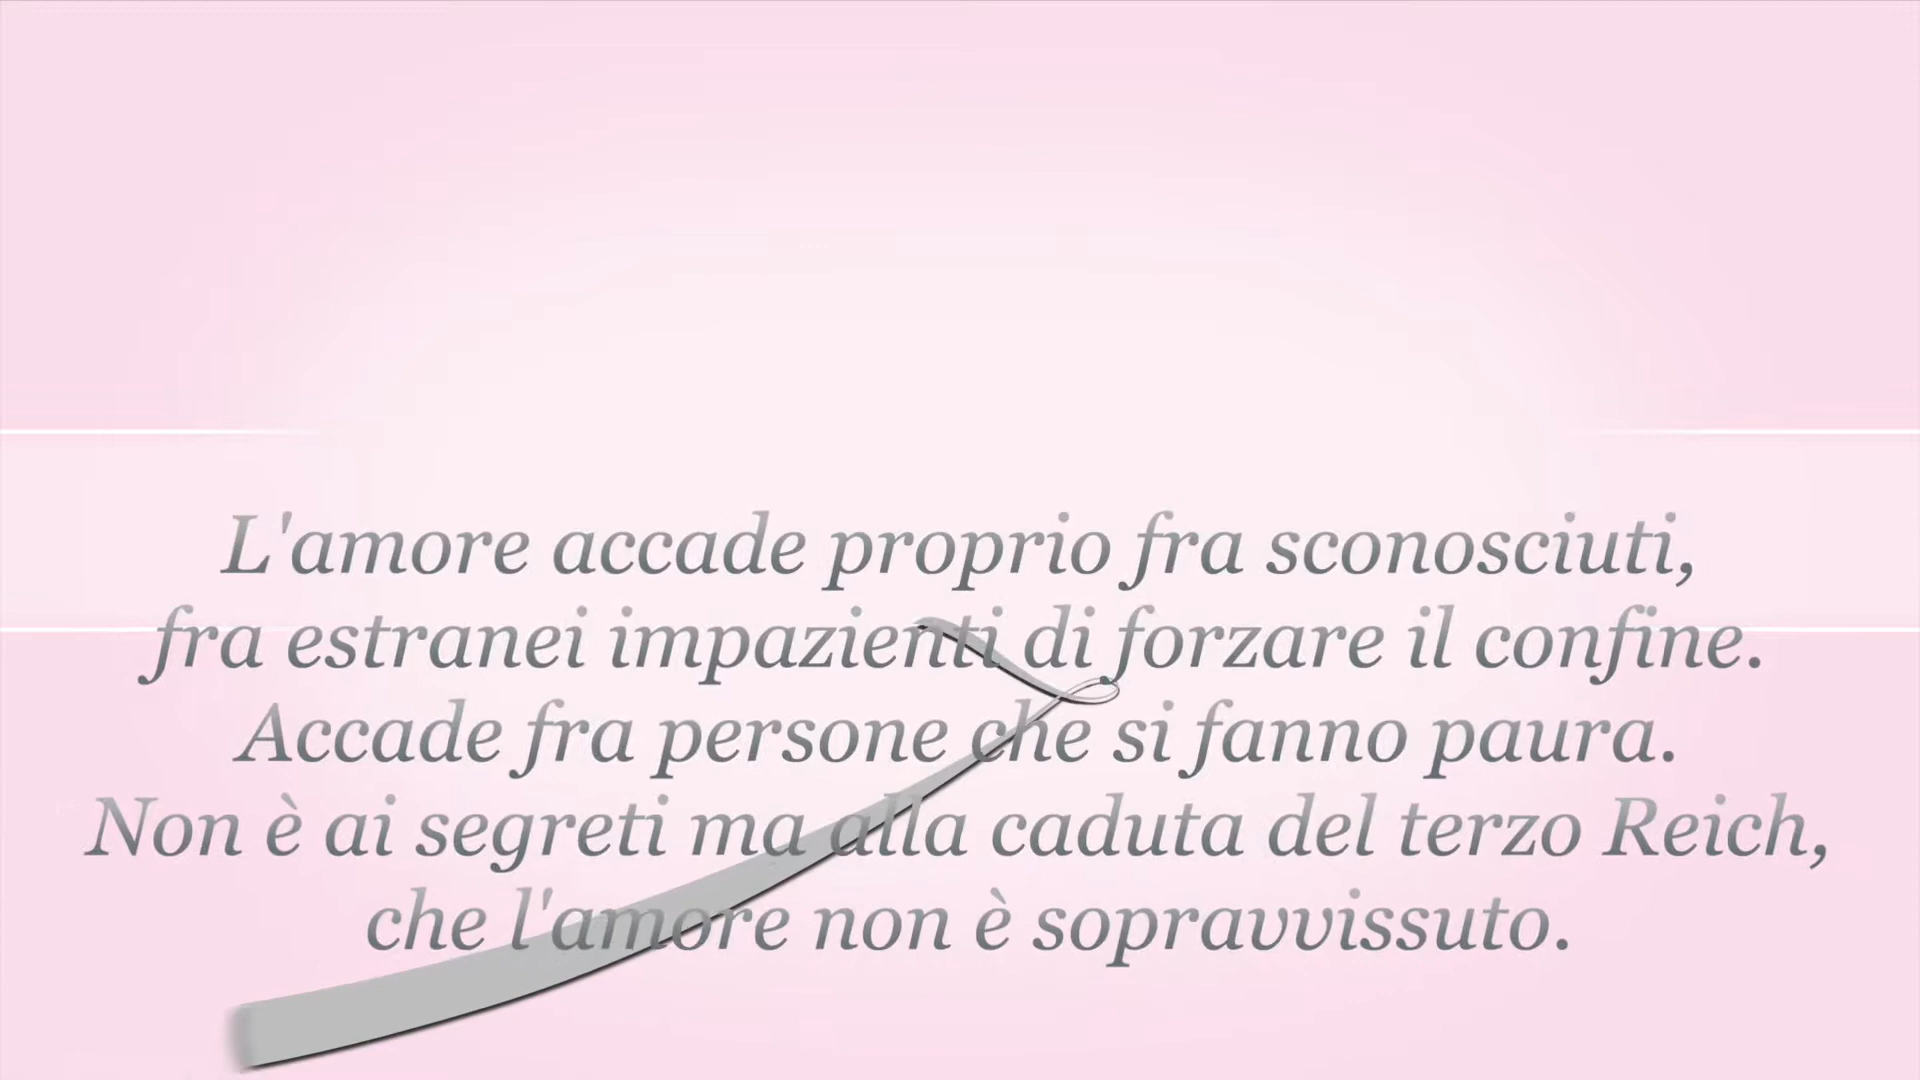 L'amore accade proprio fra sconosciuti,
fra estranei impazienti di forzare il confine.
Accade fra persone che si fanno paura.
Non è ai segreti ma alla caduta del terzo Reich,
che l'amore non è sopravvissuto.